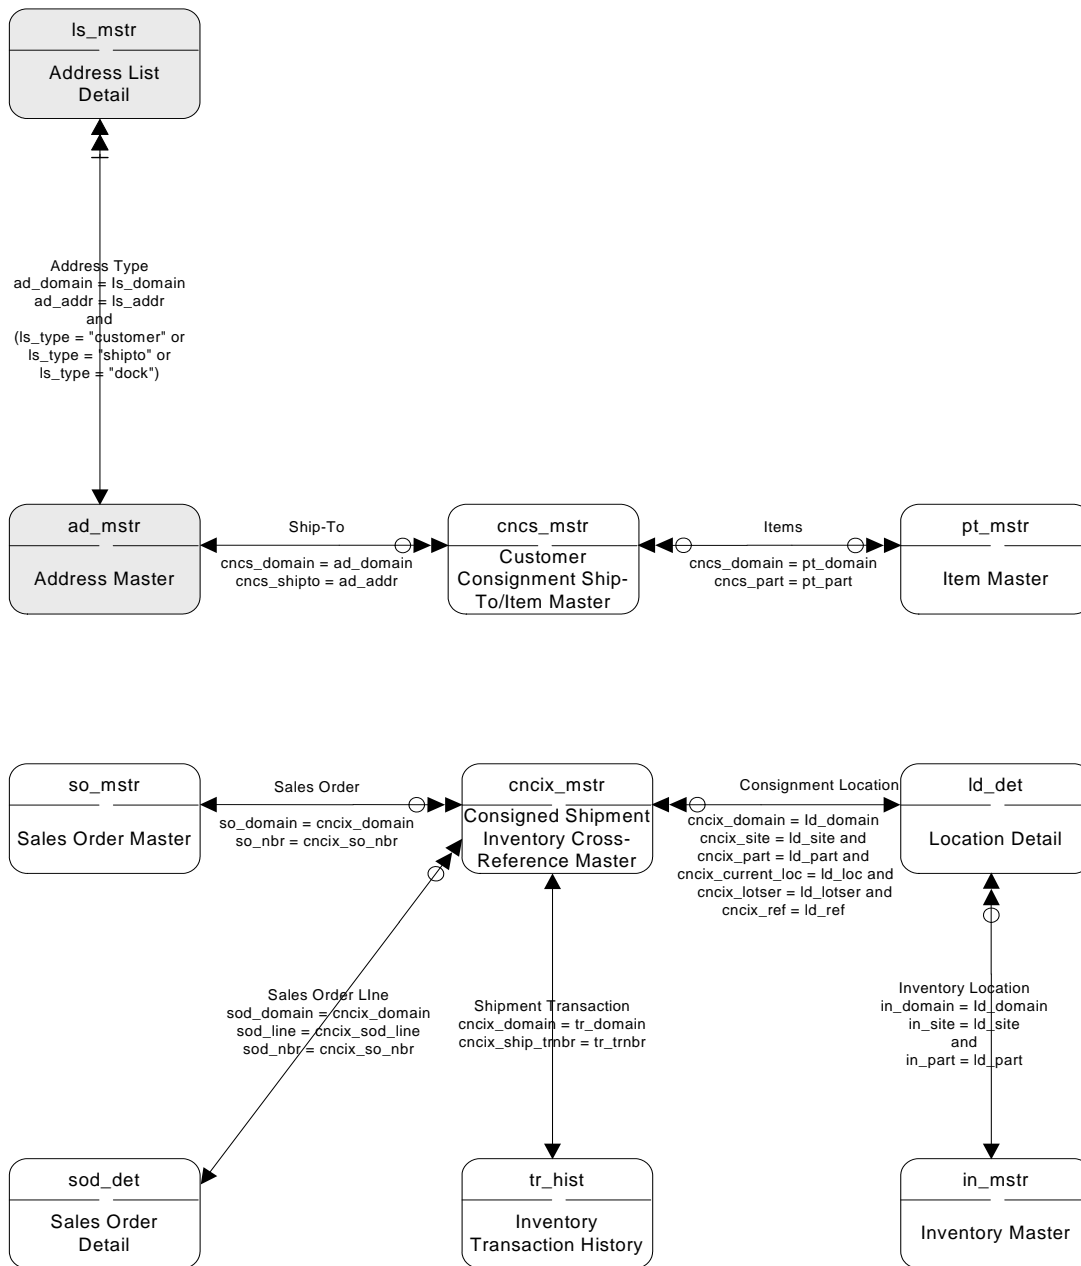 ls_mstr
Address List
Detail
Address Type
ad_domain = ls_domain
ad_addr = ls_addr
and
(ls_type = "customer" or
ls_type = "shipto" or
ls_type = "dock")
ad_mstr
Address Master
Ship-To
cncs_domain = ad_domain
cncs_shipto = ad_addr
cncs_mstr
Customer
Consignment Ship-
To/Item Master
Items
cncs_domain = pt_domain
cncs_part = pt_part
pt_mstr
Item Master
so_mstr
Sales Order Master
Sales Order
so_domain = cncix_domain
so_nbr = cncix_so_nbr
cncix_mstr
Consigned Shipment
Inventory Cross-
Reference Master
Consignment Location
cncix_domain = ld_domain
cncix_site = ld_site and
cncix_part = ld_part and
cncix_current_loc = ld_loc and
cncix_lotser = ld_lotser and
cncix_ref = ld_ref
ld_det
Location Detail
Sales Order LIne
sod_domain = cncix_domain
sod_line = cncix_sod_line
sod_nbr = cncix_so_nbr
Shipment Transaction
cncix_domain = tr_domain
cncix_ship_trnbr = tr_trnbr
Inventory Location
in_domain = ld_domain
in_site = ld_site
and
in_part = ld_part
sod_det
Sales Order
Detail
tr_hist
Inventory
Transaction History
in_mstr
Inventory Master